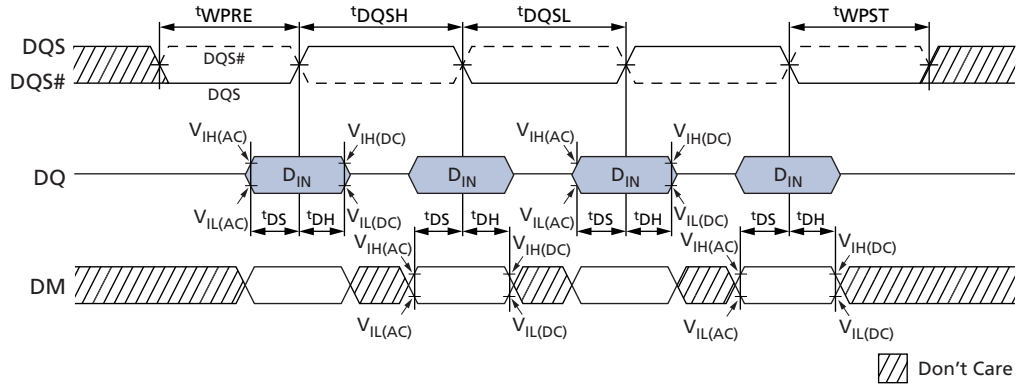 tWPRE tDQSH tDQSL tWPST
DQS
DQS#
DQS#
DQS
VIH(AC) VIH(DC) VIH(AC) VIH(DC)
DQ
DIN DIN DIN DIN
VIL(AC) VIL(DC) VIL(AC) VIL(DC)
tDS tDH tDS tDH tDS tDH tDS tDH
VIH(AC) VIH(DC) VIH(AC) VIH(DC)
DM
VIL(AC) VIL(DC) VIL(AC) VIL(DC)
Don't Care